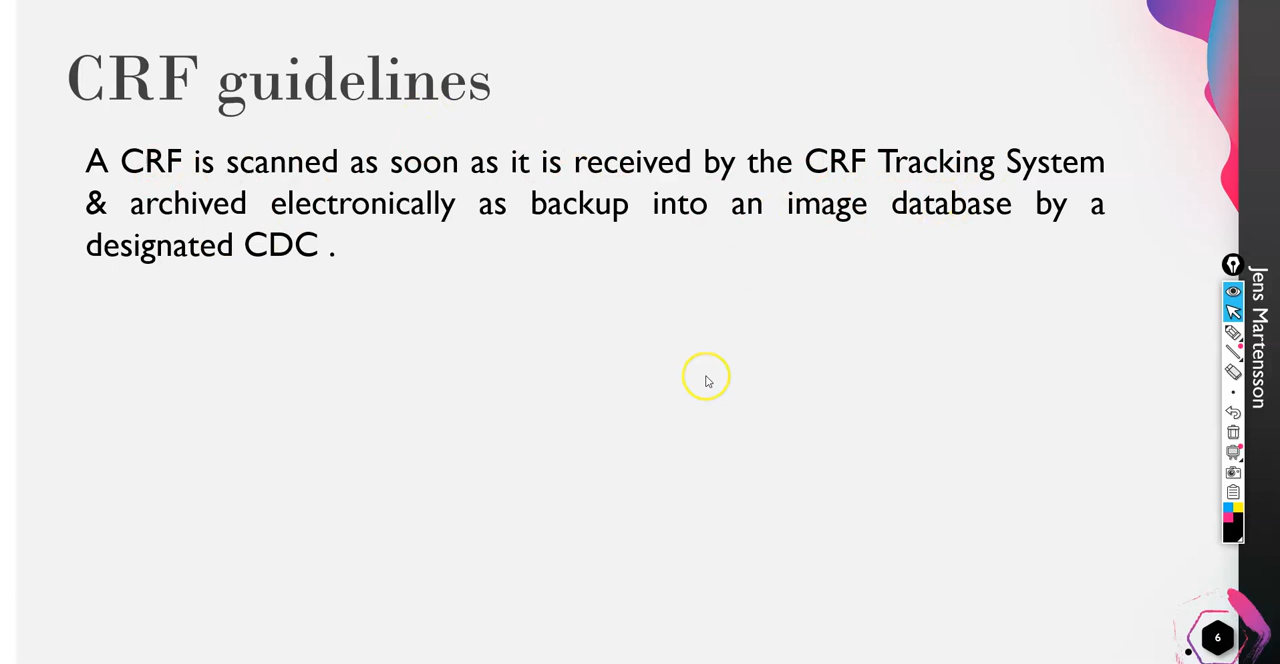 CRF guidelines
A CRF is scanned as soon as it is received by the CRF Tracking System
& archived electronically as backup into an image database by a
designated CDC .
Jens Martensson
6